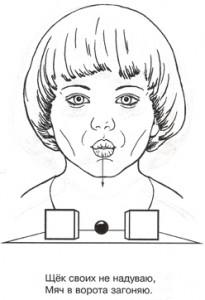 Щёк своих не надуваю,
Мяч в ворота загоняю.